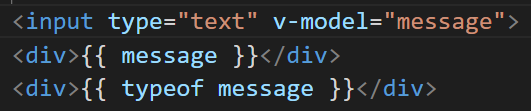 <input type="text" v-model="message">
<div>{{ message }}</div>
<div>{{ typeof message }}</div>